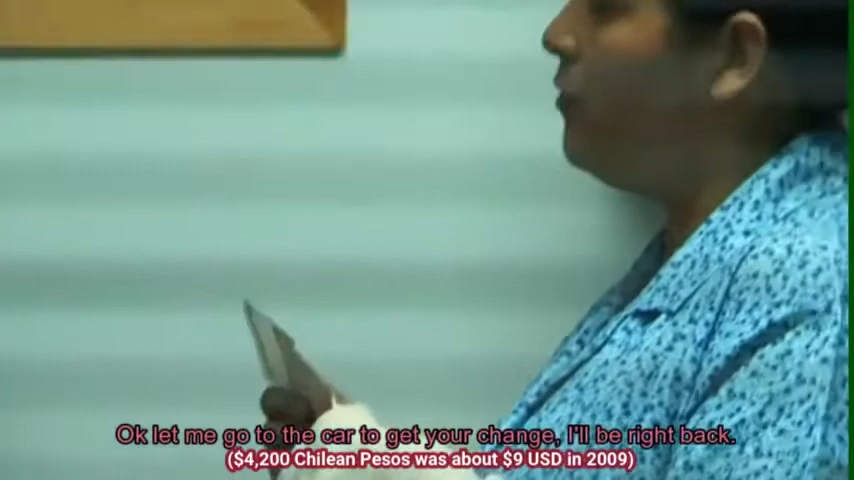 Ok let me go to the car to get your change, I'll be right back.
($4,200 Chilean Pesos was about $9 USD in 2009)